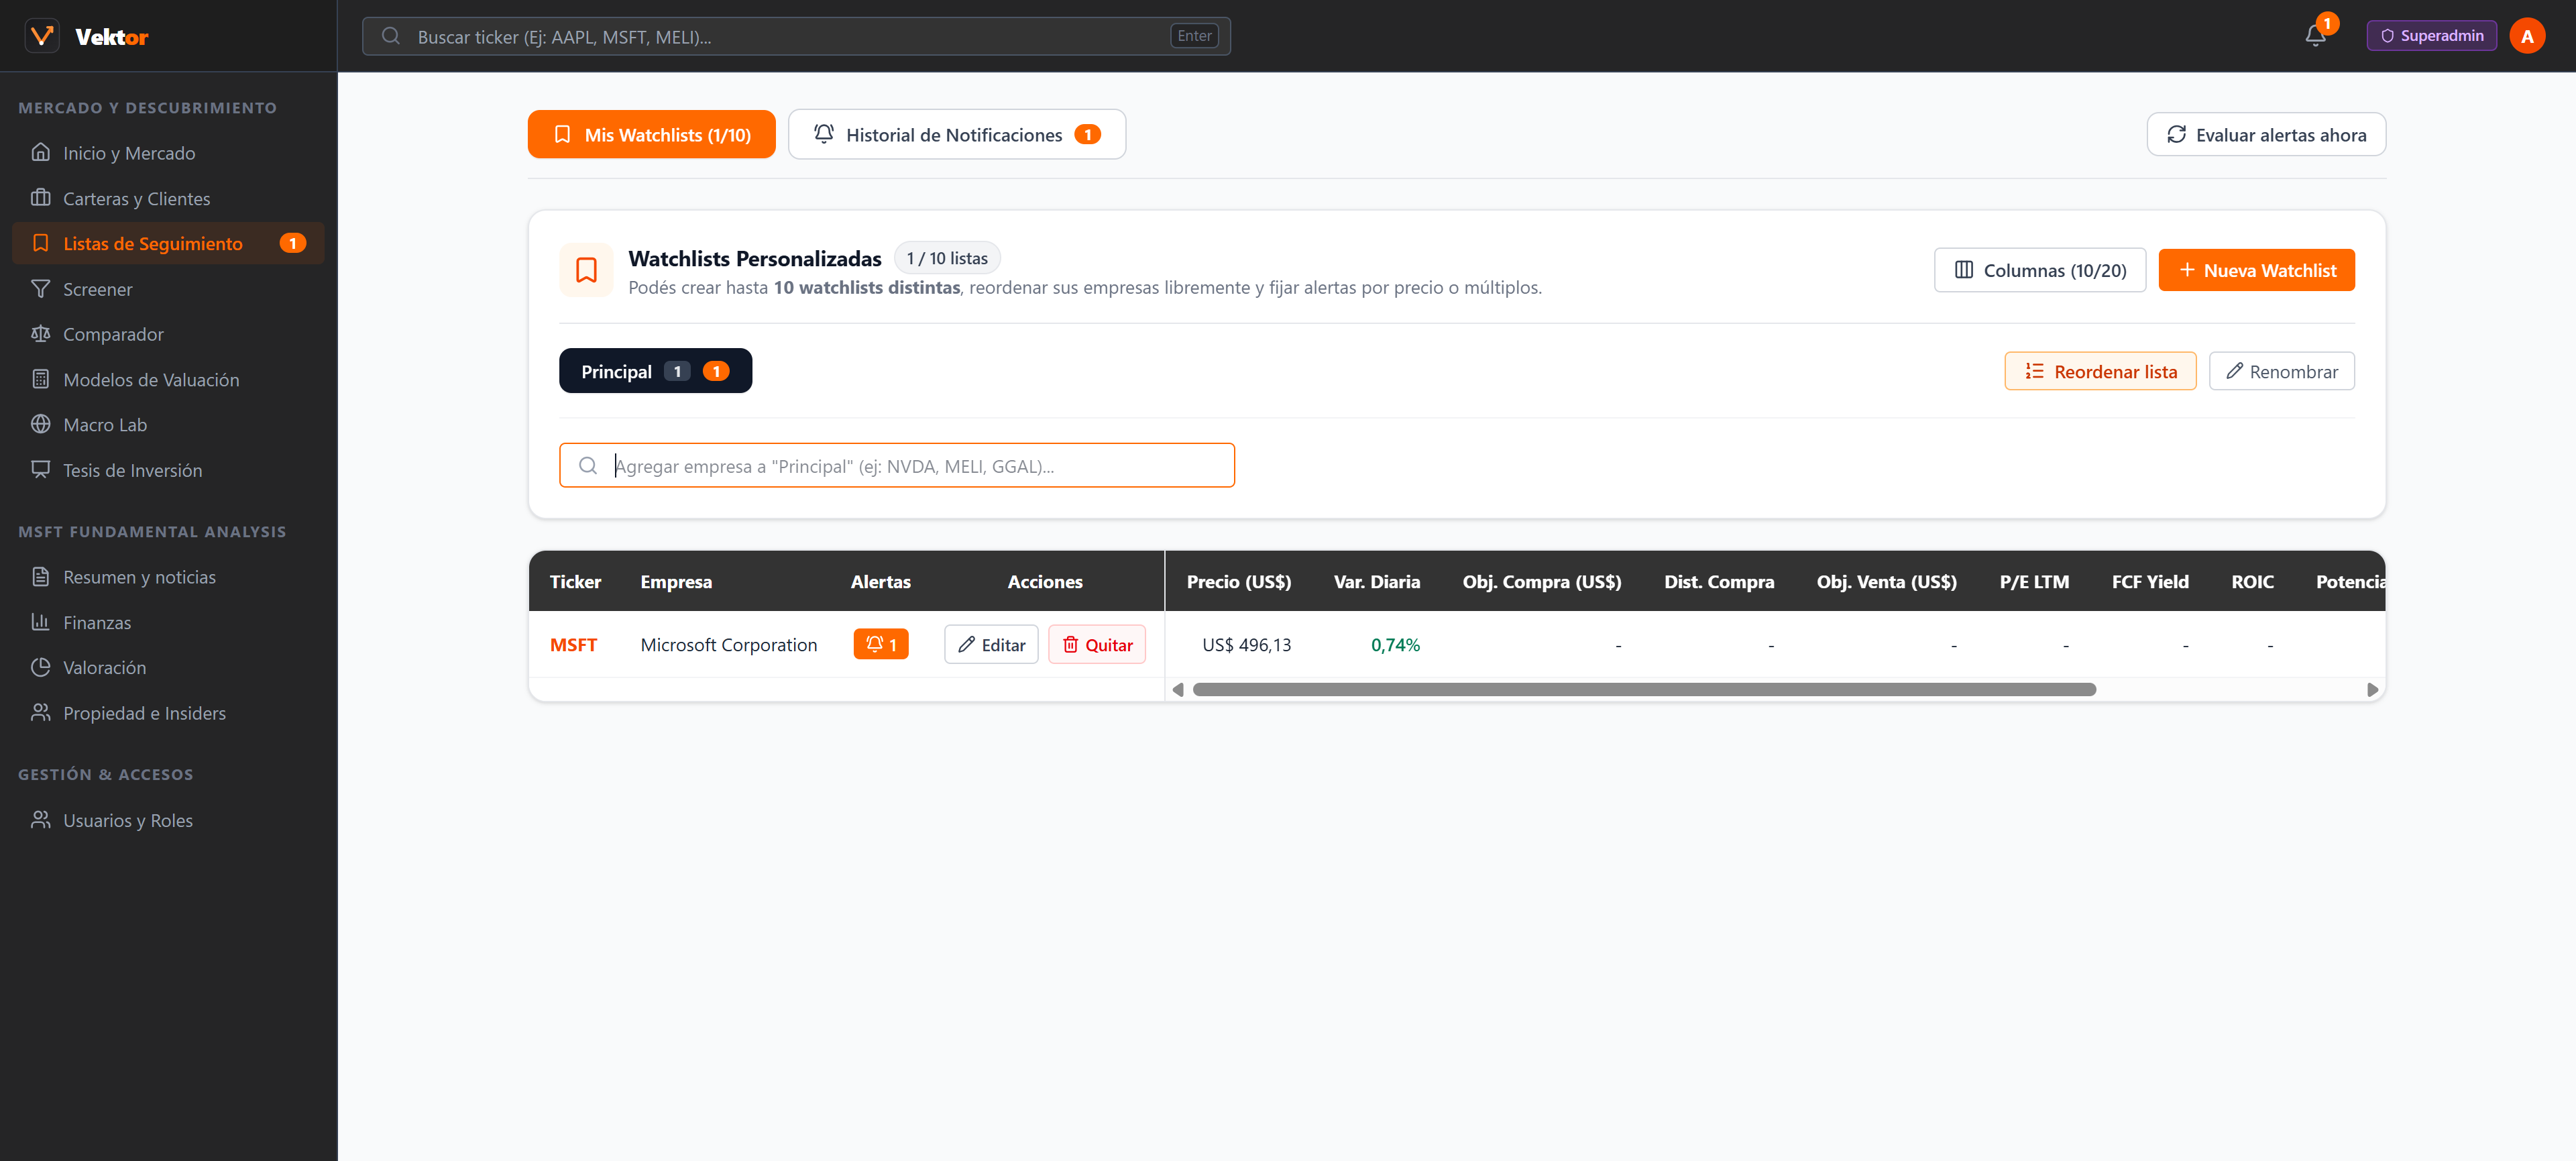 Vektor
Buscar ticker (Ej: AAPL, MSFT, MELI)...
Enter
1
Superadmin
A
MERCADO Y DESCUBRIMIENTO
Inicio y Mercado
Carteras y Clientes
Listas de Seguimiento 1
Screener
Comparador
Modelos de Valuación
Macro Lab
Tesis de Inversión
MSFT FUNDAMENTAL ANALYSIS
Resumen y noticias
Finanzas
Valoración
Propiedad e Insiders
GESTIÓN & ACCESOS
Usuarios y Roles
Mis Watchlists (1/10)
Historial de Notificaciones 1
Evaluar alertas ahora
Watchlists Personalizadas 1 / 10 listas
Podés crear hasta 10 watchlists distintas, reordenar sus empresas libremente y fijar alertas por precio o múltiplos.
Columnas (10/20)
+ Nueva Watchlist
Principal 1 1
Reordenar lista
Renombrar
Agregar empresa a "Principal" (ej: NVDA, MELI, GGAL)...
Ticker Empresa Alertas Acciones Precio (US$) Var. Diaria Obj. Compra (US$) Dist. Compra Obj. Venta (US$) P/E LTM FCF Yield ROIC Potencia
MSFT Microsoft Corporation 1 Editar Quitar US$ 496,13 0,74% - - - - - -